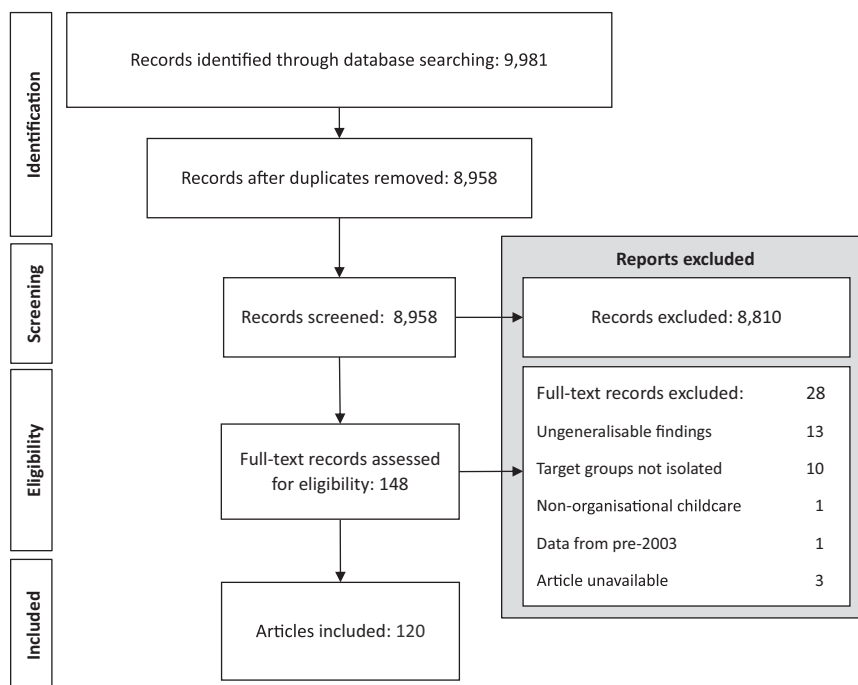 Identification
Records identified through database searching: 9,981
Records after duplicates removed: 8,958
Screening
Records screened: 8,958
Reports excluded
Records excluded: 8,810
Eligibility
Full-text records assessed
for eligibility: 148
Full-text records excluded: 28
Ungeneralisable findings 13
Target groups not isolated 10
Non-organisational childcare 1
Data from pre-2003 1
Article unavailable 3
Included
Articles included: 120